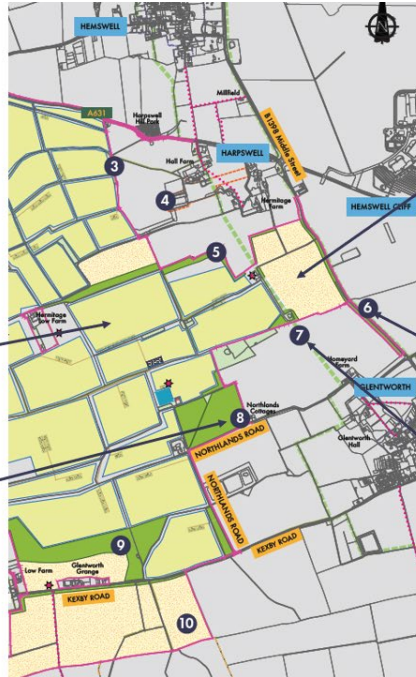 HEMSWELL
N
A631
Harpswell
Hill Park
Millfield
B1398 Middle Street
3
Hall Farm
HARPSWELL
4
Hermitage
Farm
HEMSWELL CLIFF
5
6
Hermitage
Low Farm
7
Homeyard
Farm
GLENTWORTH
Northlands
Cottages
8
Glentworth
Hall
NORTHLANDS ROAD
NORTHLANDS ROAD
9
KEXBY ROAD
Low Farm
Glentworth
Grange
KEXBY ROAD
10